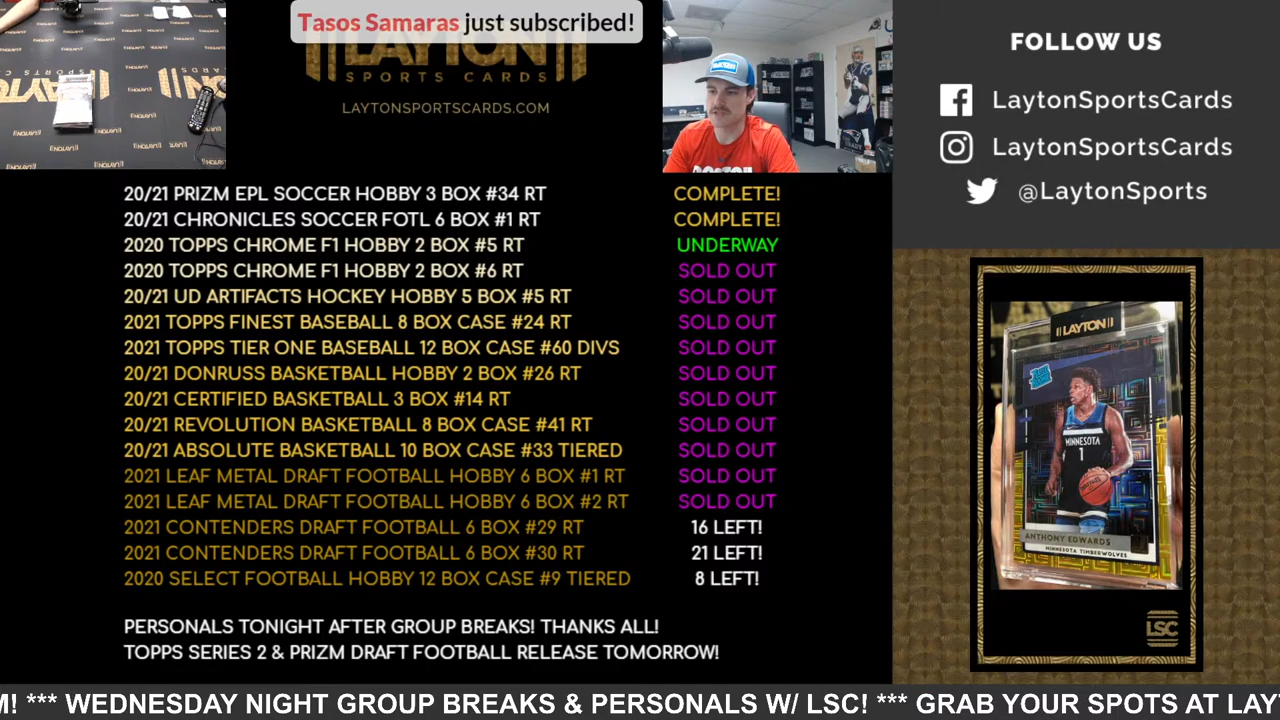 Tasos Samaras just subscribed!
LAYTON
SPORTS CARDS
LAYTONSPORTSCARDS.COM
20/21 PRIZM EPL SOCCER HOBBY 3 BOX #34 RT COMPLETE!
20/21 CHRONICLES SOCCER FOTL 6 BOX #1 RT COMPLETE!
2020 TOPPS CHROME F1 HOBBY 2 BOX #5 RT UNDERWAY
2020 TOPPS CHROME F1 HOBBY 2 BOX #6 RT SOLD OUT
20/21 UD ARTIFACTS HOCKEY HOBBY 5 BOX #5 RT SOLD OUT
2021 TOPPS FINEST BASEBALL 8 BOX CASE #24 RT SOLD OUT
2021 TOPPS TIER ONE BASEBALL 12 BOX CASE #60 DIVS SOLD OUT
20/21 DONRUSS BASKETBALL HOBBY 2 BOX #26 RT SOLD OUT
20/21 CERTIFIED BASKETBALL 3 BOX #14 RT SOLD OUT
20/21 REVOLUTION BASKETBALL 8 BOX CASE #41 RT SOLD OUT
20/21 ABSOLUTE BASKETBALL 10 BOX CASE #33 TIERED SOLD OUT
2021 LEAF METAL DRAFT FOOTBALL HOBBY 6 BOX #1 RT SOLD OUT
2021 LEAF METAL DRAFT FOOTBALL HOBBY 6 BOX #2 RT SOLD OUT
2021 CONTENDERS DRAFT FOOTBALL 6 BOX #29 RT 16 LEFT!
2021 CONTENDERS DRAFT FOOTBALL 6 BOX #30 RT 21 LEFT!
2020 SELECT FOOTBALL HOBBY 12 BOX CASE #9 TIERED 8 LEFT!
PERSONALS TONIGHT AFTER GROUP BREAKS! THANKS ALL!
TOPPS SERIES 2 & PRIZM DRAFT FOOTBALL RELEASE TOMORROW!
FOLLOW US
LaytonSportsCards
LaytonSportsCards
@LaytonSports
LAYTON
MINNESOTA
1
ANTHONY EDWARDS
MINNESOTA TIMBERWOLVES
LSC
M! *** WEDNESDAY NIGHT GROUP BREAKS & PERSONALS W/ LSC! *** GRAB YOUR SPOTS AT LAY